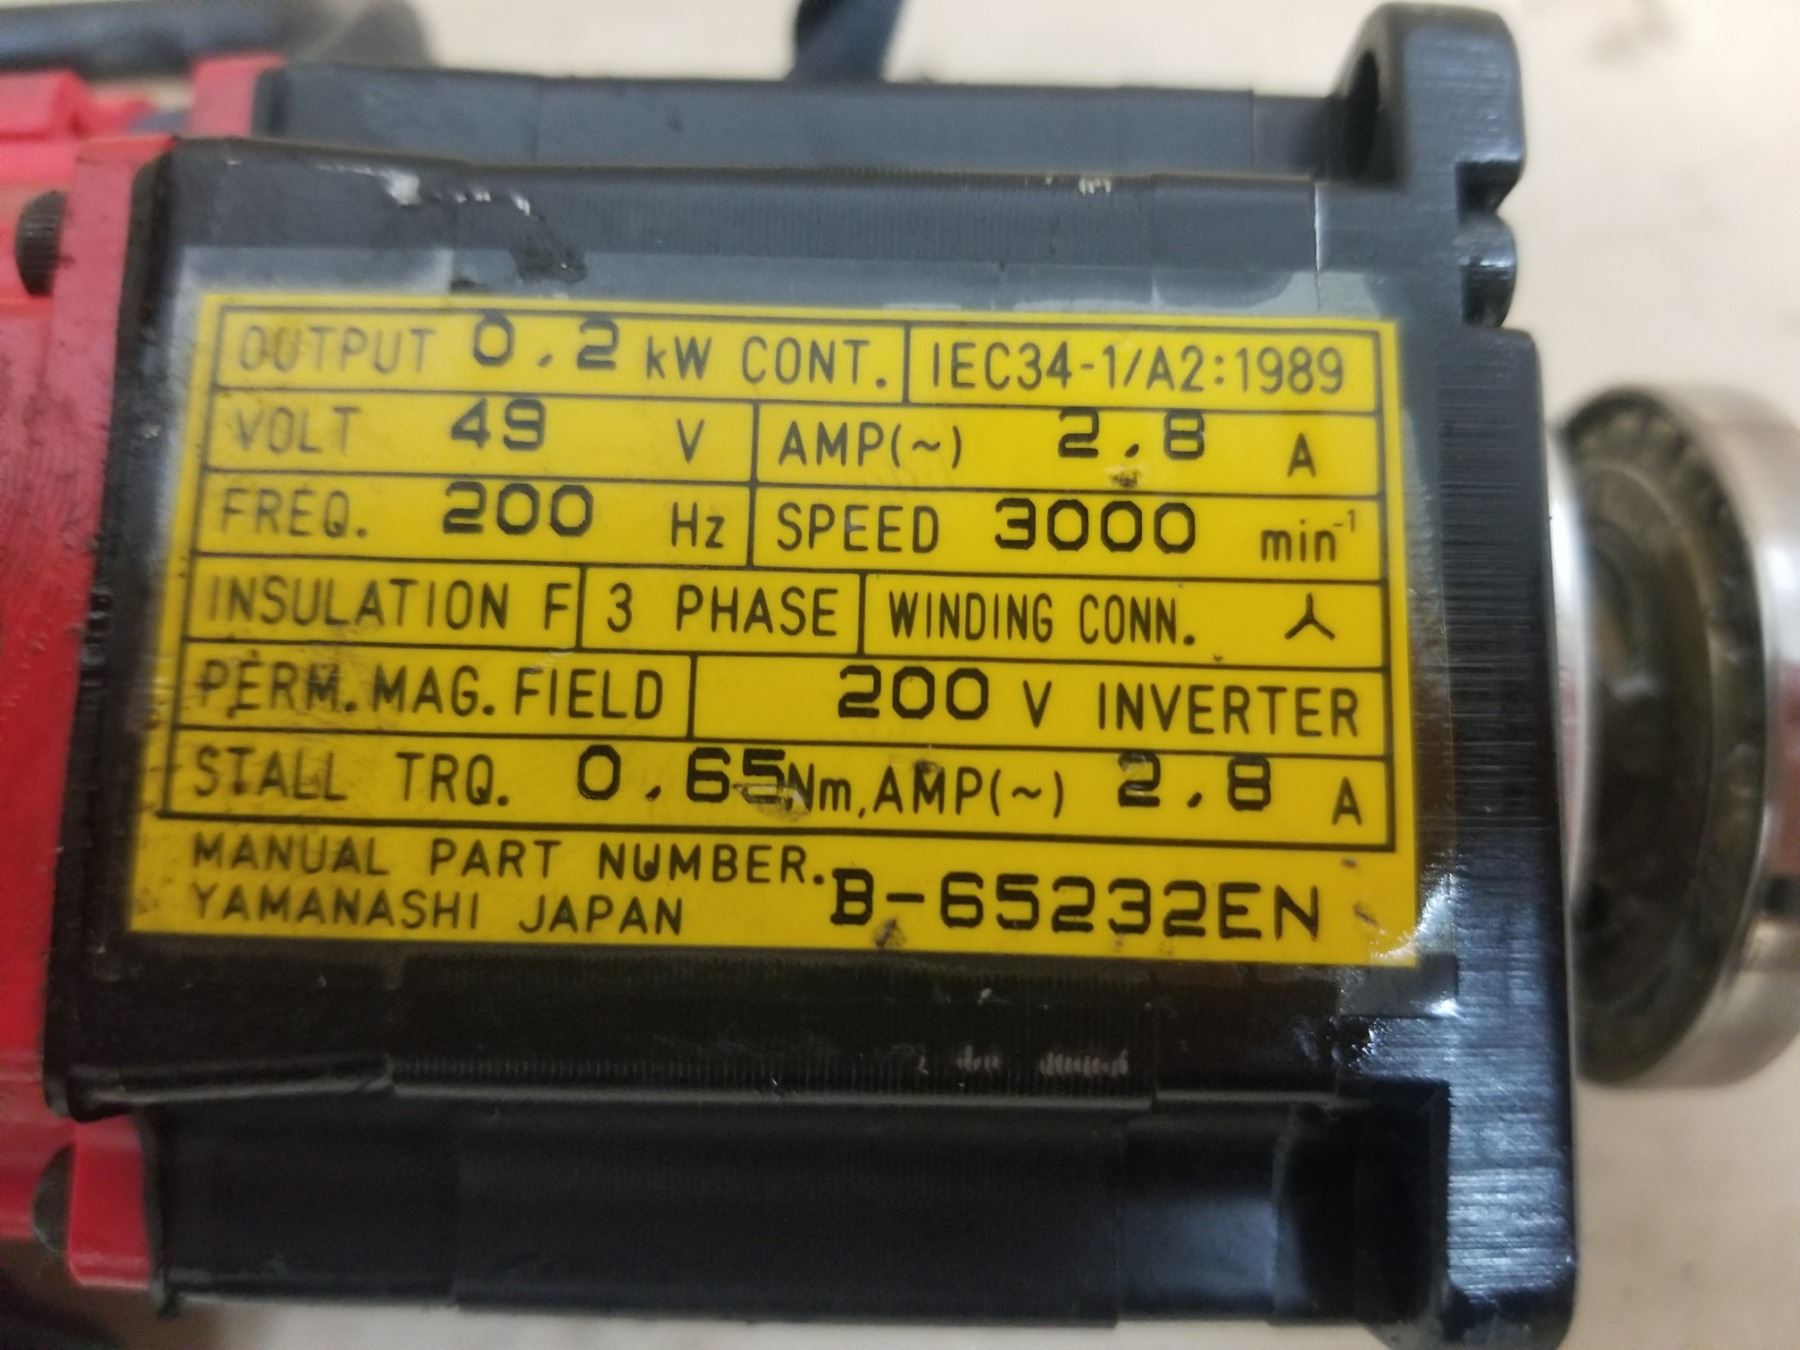 OUTPUT 0.2 kW CONT. IEC34-1/A2:1989
VOLT 49 V AMP(~) 2.8 A
FREQ. 200 Hz SPEED 3000 min⁻¹
INSULATION F 3 PHASE WINDING CONN.
PERM. MAG. FIELD 200 V INVERTER
STALL TRQ. 0.65Nm, AMP(~) 2.8 A
MANUAL PART NUMBER.
YAMANASHI JAPAN B-65232EN